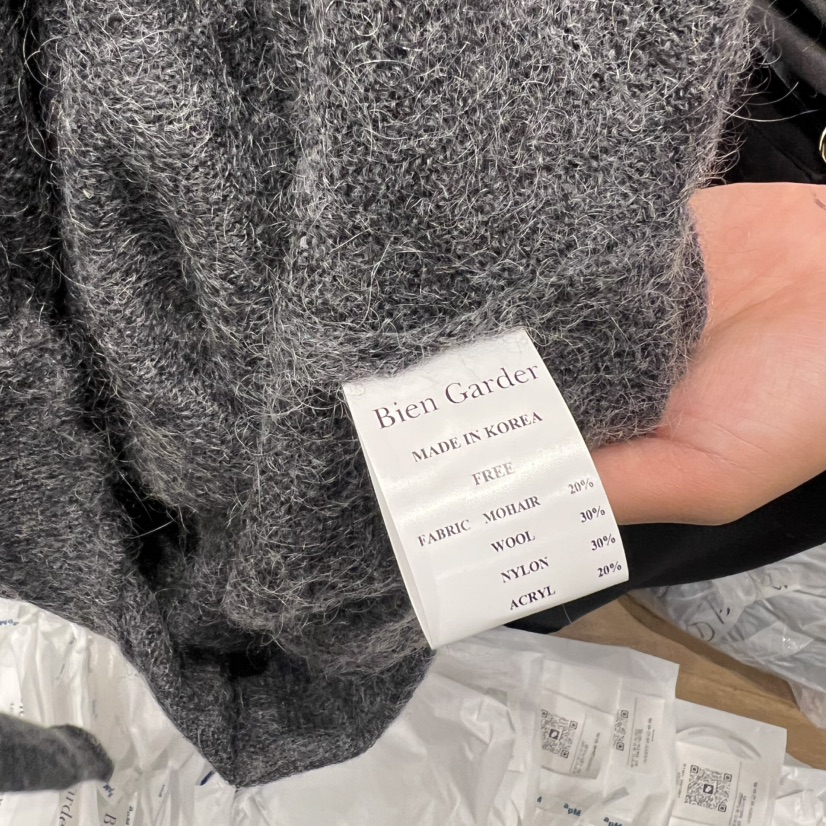 Bien Garder
MADE IN KOREA
FREE
FABRIC MOHAIR 20%
WOOL 30%
NYLON 30%
ACRYL 20%